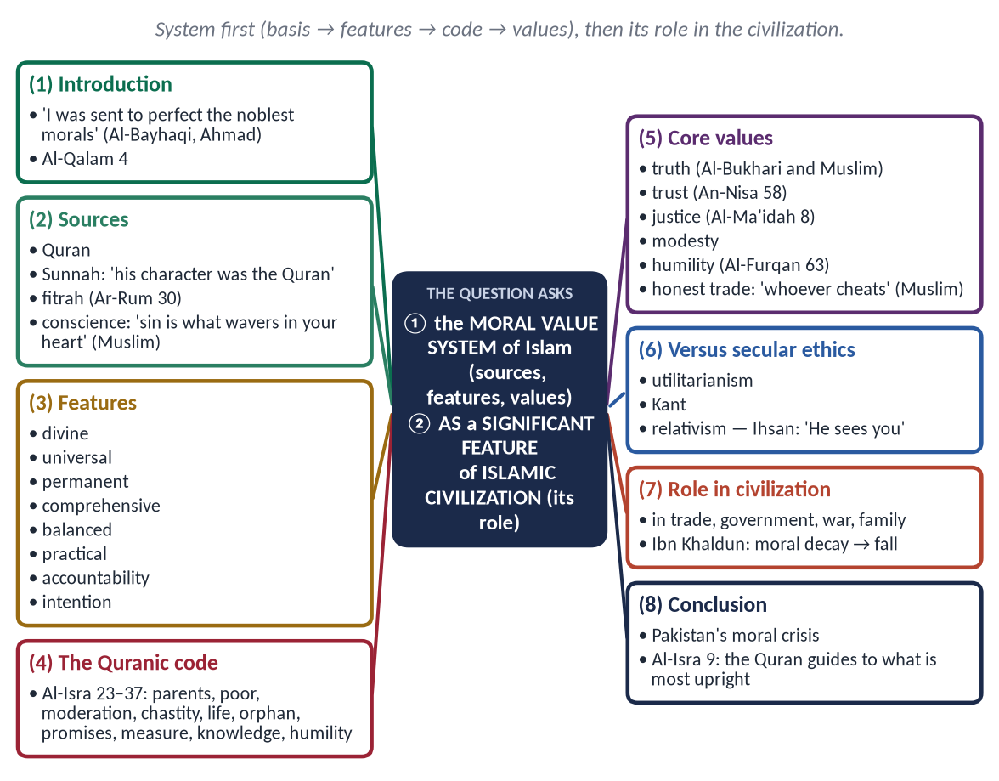 System first (basis → features → code → values), then its role in the civilization.
(1) Introduction
• 'I was sent to perfect the noblest
morals' (Al-Bayhaqi, Ahmad)
• Al-Qalam 4
(2) Sources
• Quran
• Sunnah: 'his character was the Quran'
• fitrah (Ar-Rum 30)
• conscience: 'sin is what wavers in your
heart' (Muslim)
(3) Features
• divine
• universal
• permanent
• comprehensive
• balanced
• practical
• accountability
• intention
(4) The Quranic code
• Al-Isra 23–37: parents, poor,
moderation, chastity, life, orphan,
promises, measure, knowledge, humility
THE QUESTION ASKS
① the MORAL VALUE
SYSTEM of Islam
(sources,
features, values)
② AS a SIGNIFICANT
FEATURE
of ISLAMIC
CIVILIZATION (its
role)
(5) Core values
• truth (Al-Bukhari and Muslim)
• trust (An-Nisa 58)
• justice (Al-Ma'idah 8)
• modesty
• humility (Al-Furqan 63)
• honest trade: 'whoever cheats' (Muslim)
(6) Versus secular ethics
• utilitarianism
• Kant
• relativism — Ihsan: 'He sees you'
(7) Role in civilization
• in trade, government, war, family
• Ibn Khaldun: moral decay → fall
(8) Conclusion
• Pakistan's moral crisis
• Al-Isra 9: the Quran guides to what is
most upright